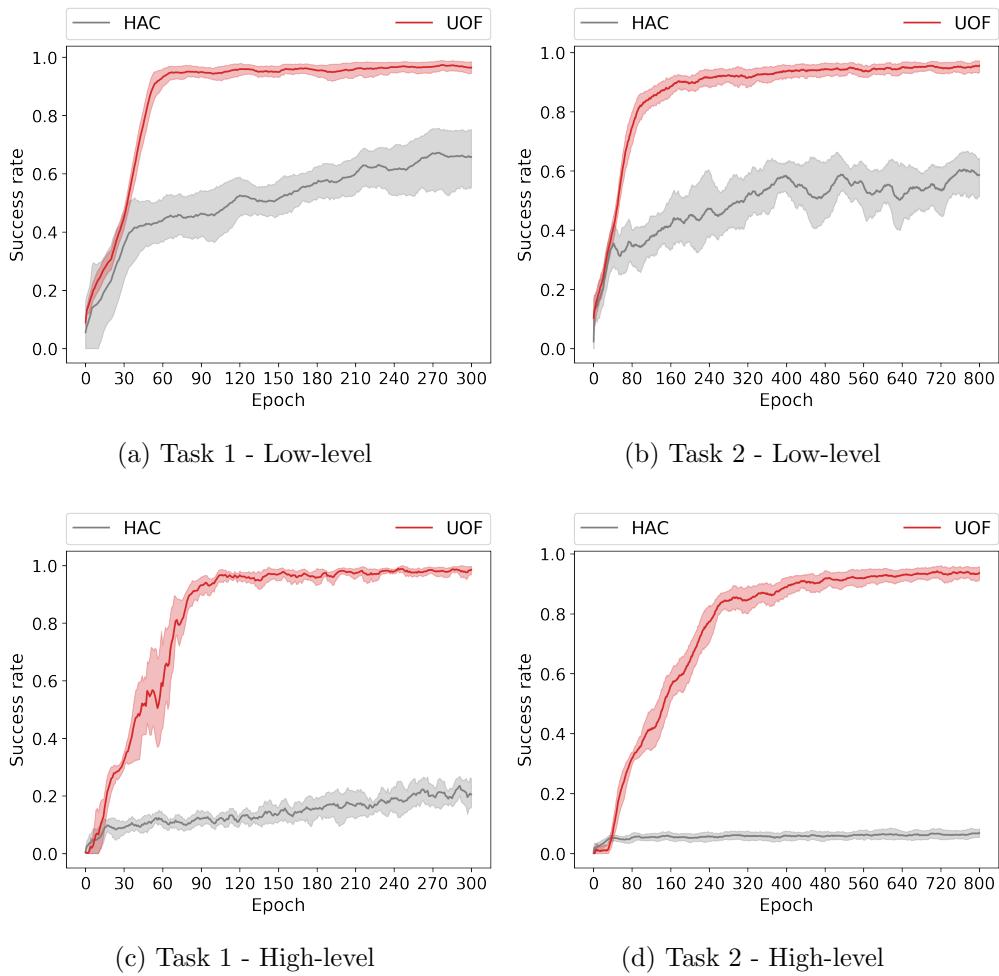 HAC UOF HAC UOF
1.0 1.0
0.8 0.8
0.6 0.6
0.4 0.4
0.2 0.2
0.0 0.0
Success rate Success rate
0 30 60 90 120 150 180 210 240 270 300 0 80 160 240 320 400 480 560 640 720 800
Epoch Epoch
(a) Task 1 - Low-level (b) Task 2 - Low-level
HAC UOF HAC UOF
1.0 1.0
0.8 0.8
0.6 0.6
0.4 0.4
0.2 0.2
0.0 0.0
Success rate Success rate
0 30 60 90 120 150 180 210 240 270 300 0 80 160 240 320 400 480 560 640 720 800
Epoch Epoch
(c) Task 1 - High-level (d) Task 2 - High-level